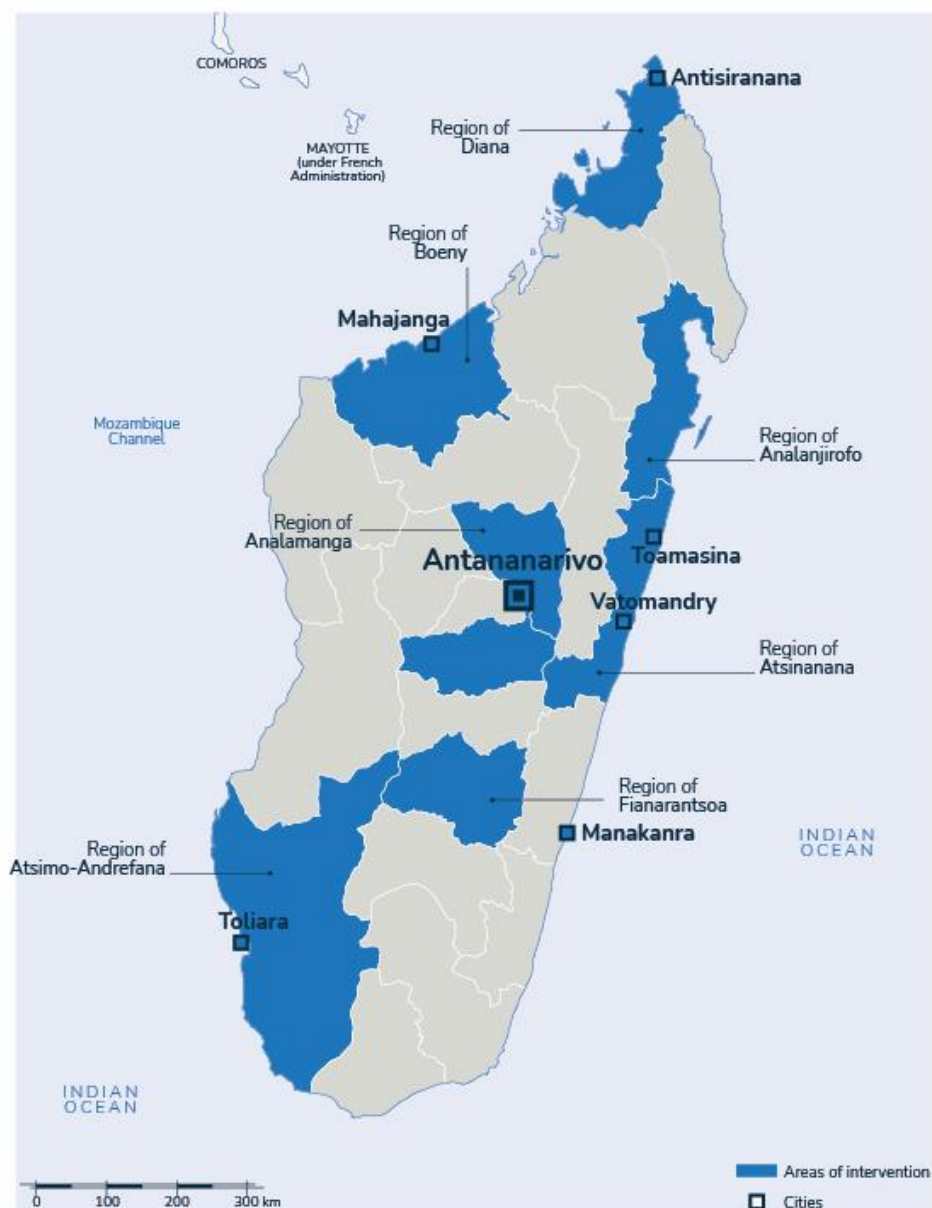 COMOROS
MAYOTTE
(under French
Administration)
Antisiranana
Region of
Diana
Region of
Boeny
Mahajanga
Mozambique
Channel
Region of
Analanjirofo
Region of
Analamanga
Antananarivo
Toamasina
Vatomandry
Region of
Atsinanana
Region of
Fianarantsoa
Manakanra
INDIAN
OCEAN
Region of
Atsimo-Andrefana
Toliara
INDIAN
OCEAN
Areas of intervention
Cities
0 100 200 300 km